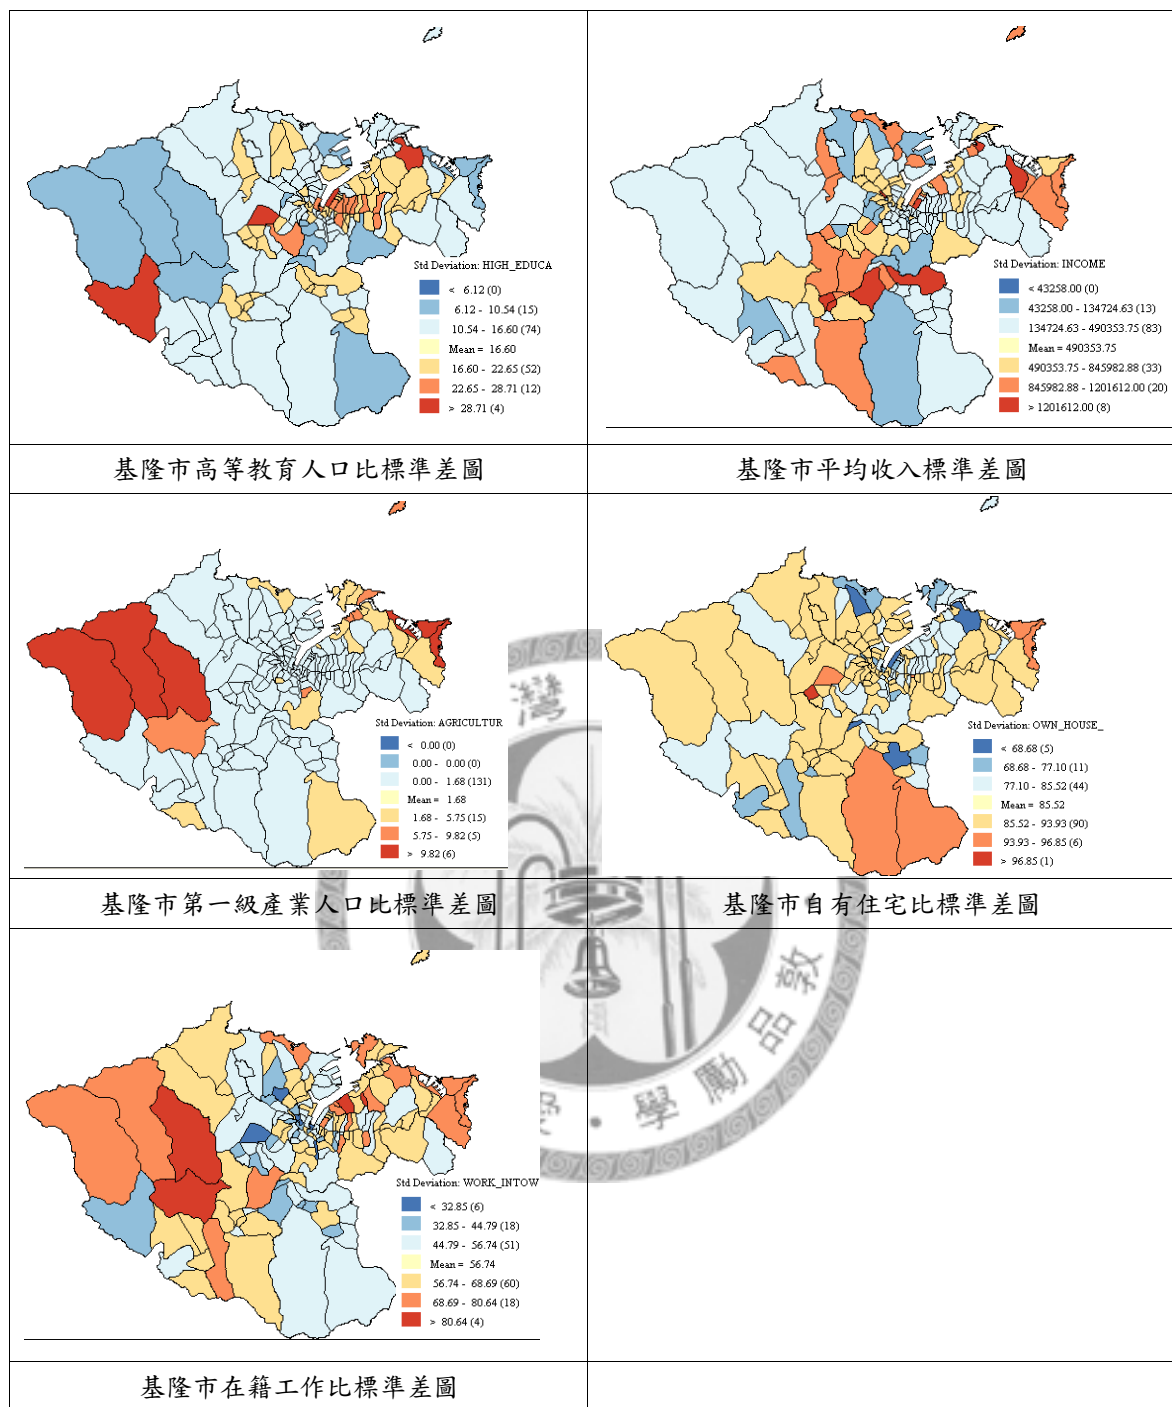 Std Deviation: HIGH_EDUCA
< 6.12 (0)
6.12 - 10.54 (15)
10.54 - 16.60 (74)
Mean = 16.60
16.60 - 22.65 (52)
22.65 - 28.71 (12)
> 28.71 (4)
基隆市高等教育人口比標準差圖
Std Deviation: INCOME
< 43258.00 (0)
43258.00 - 134724.63 (13)
134724.63 - 490353.75 (83)
Mean = 490353.75
490353.75 - 845982.88 (33)
845982.88 - 1201612.00 (20)
> 1201612.00 (8)
基隆市平均收入標準差圖
Std Deviation: AGRICULTUR
< 0.00 (0)
0.00 - 0.00 (0)
0.00 - 1.68 (131)
Mean = 1.68
1.68 - 5.75 (15)
5.75 - 9.82 (5)
> 9.82 (6)
基隆市第一級產業人口比標準差圖
Std Deviation: OWN_HOUSE_
< 68.68 (5)
68.68 - 77.10 (11)
77.10 - 85.52 (44)
Mean = 85.52
85.52 - 93.93 (90)
93.93 - 96.85 (6)
> 96.85 (1)
基隆市自有住宅比標準差圖
Std Deviation: WORK_INTOW
< 32.85 (6)
32.85 - 44.79 (18)
44.79 - 56.74 (51)
Mean = 56.74
56.74 - 68.69 (60)
68.69 - 80.64 (18)
> 80.64 (4)
基隆市在籍工作比標準差圖
灣
敦
品
勵
學